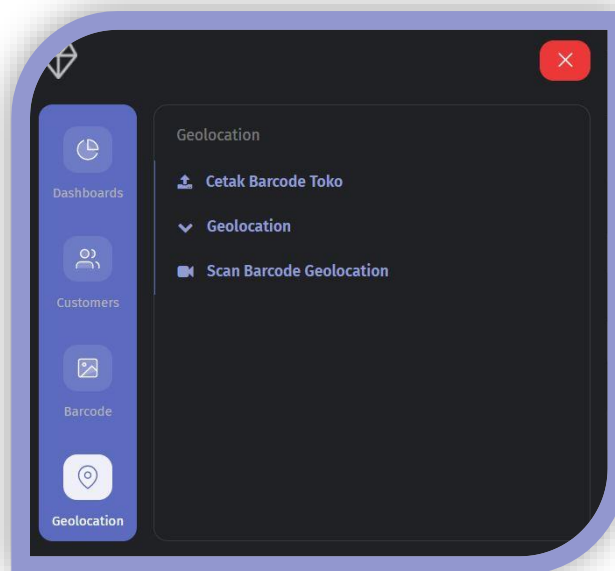 Dashboards
Customers
Barcode
Geolocation
Geolocation
Cetak Barcode Toko
Geolocation
Scan Barcode Geolocation